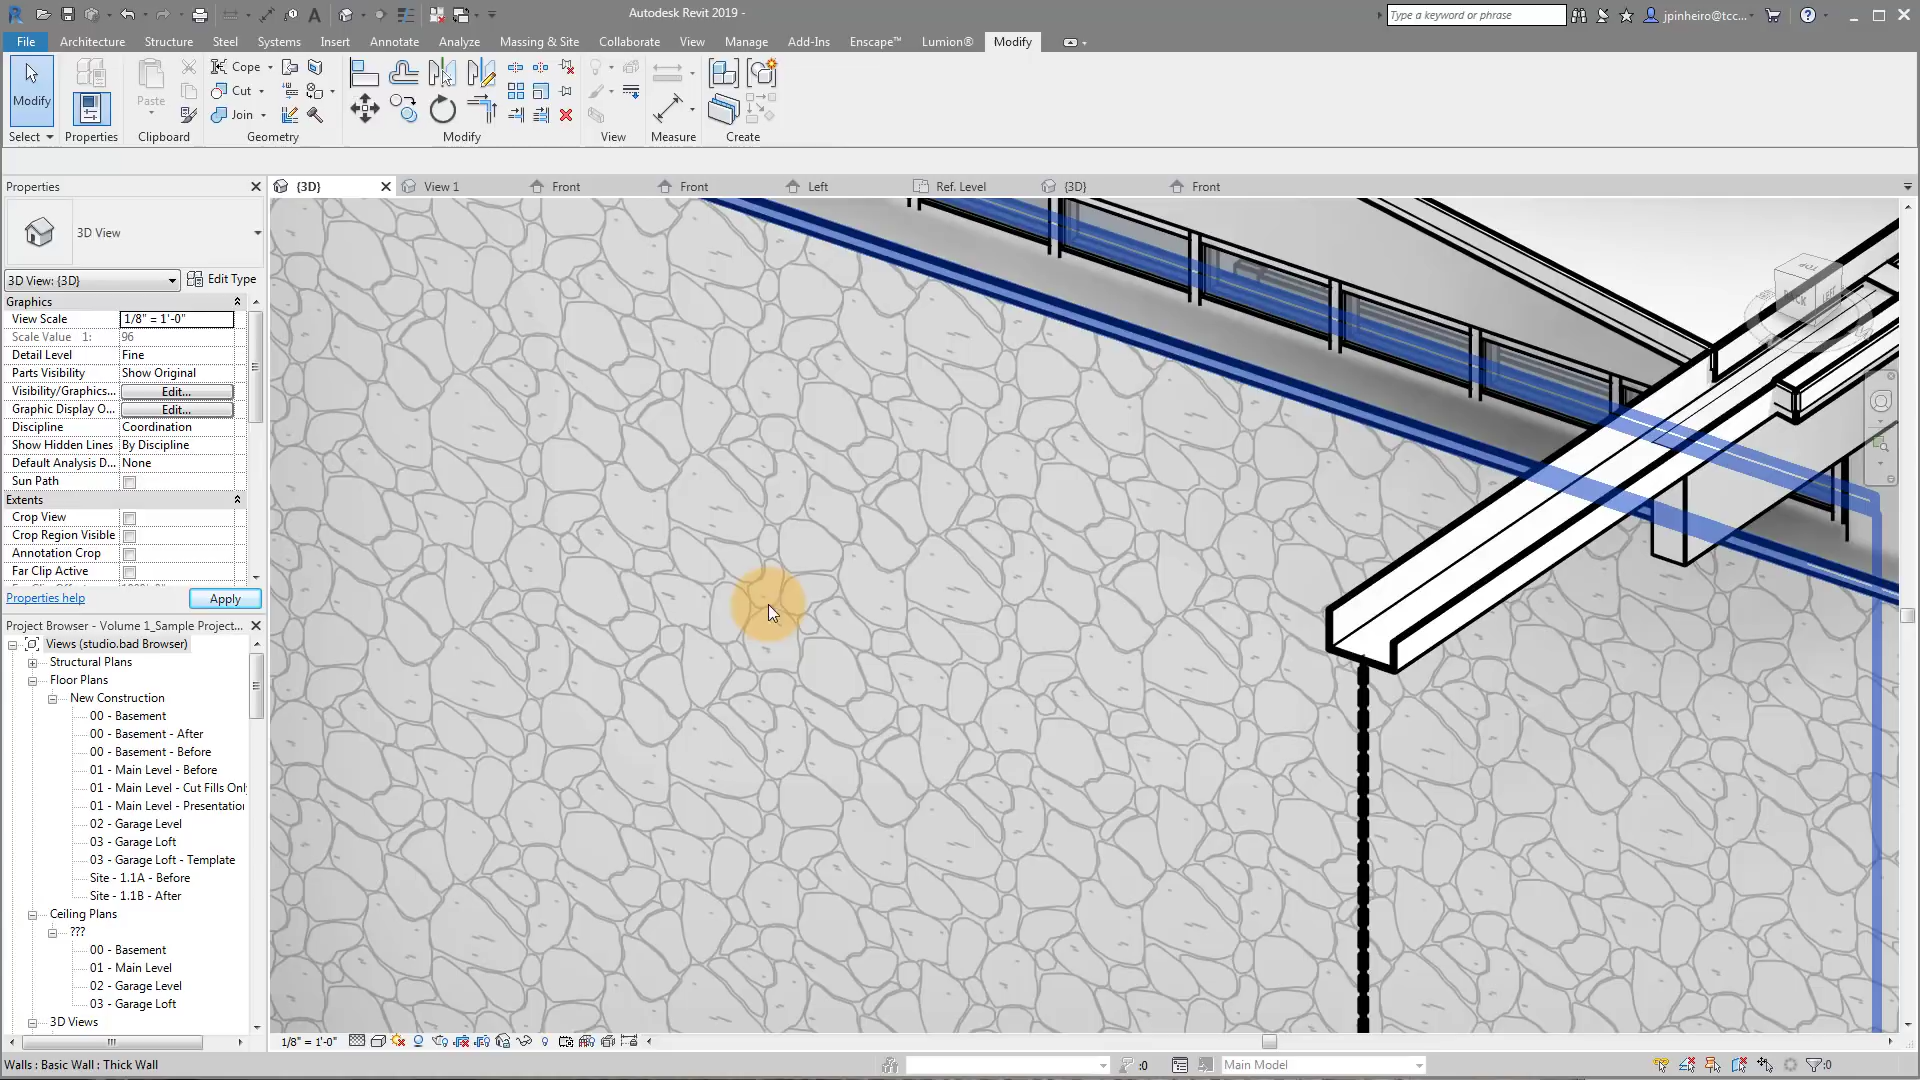 Autodesk Revit 2019 -
Type a keyword or phrase
jpinheiro@tcc...
File
Architecture
Structure
Steel
Systems
Insert
Annotate
Analyze
Massing & Site
Collaborate
View
Manage
Add-Ins
Enscape™
Lumion®
Modify
Modify
Paste
Cope
Cut
Join
Select
Properties
Clipboard
Geometry
Modify
View
Measure
Create
Properties
{3D}
View 1
Front
Front
Left
Ref. Level
{3D}
Front
3D View
3D View: {3D}
Edit Type
Graphics
View Scale 1/8" = 1'-0"
Scale Value 1: 96
Detail Level Fine
Parts Visibility Show Original
Visibility/Graphics... Edit...
Graphic Display O... Edit...
Discipline Coordination
Show Hidden Lines By Discipline
Default Analysis D... None
Sun Path
Extents
Crop View
Crop Region Visible
Annotation Crop
Far Clip Active
Properties help
Apply
Project Browser - Volume 1_Sample Project...
Views (studio.bad Browser)
Structural Plans
Floor Plans
New Construction
00 - Basement
00 - Basement - After
00 - Basement - Before
01 - Main Level - Before
01 - Main Level - Cut Fills Onl
01 - Main Level - Presentation
02 - Garage Level
03 - Garage Loft
03 - Garage Loft - Template
Site - 1.1A - Before
Site - 1.1B - After
Ceiling Plans
???
00 - Basement
01 - Main Level
02 - Garage Level
03 - Garage Loft
3D Views
TOP
BACK
LEFT
1/8" = 1'-0"
Walls : Basic Wall : Thick Wall
:0
Main Model
:0